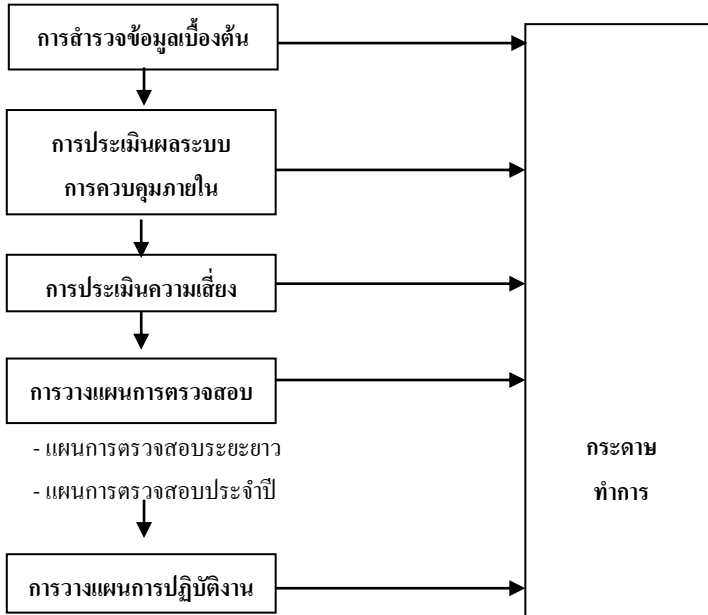 การสำรวจข้อมูลเบื้องต้น
การประเมินผลระบบ
การควบคุมภายใน
การประเมินความเสี่ยง
การวางแผนการตรวจสอบ
- แผนการตรวจสอบระยะยาว
- แผนการตรวจสอบประจำปี
การวางแผนการปฏิบัติงาน
กระดาษ
ทำการ